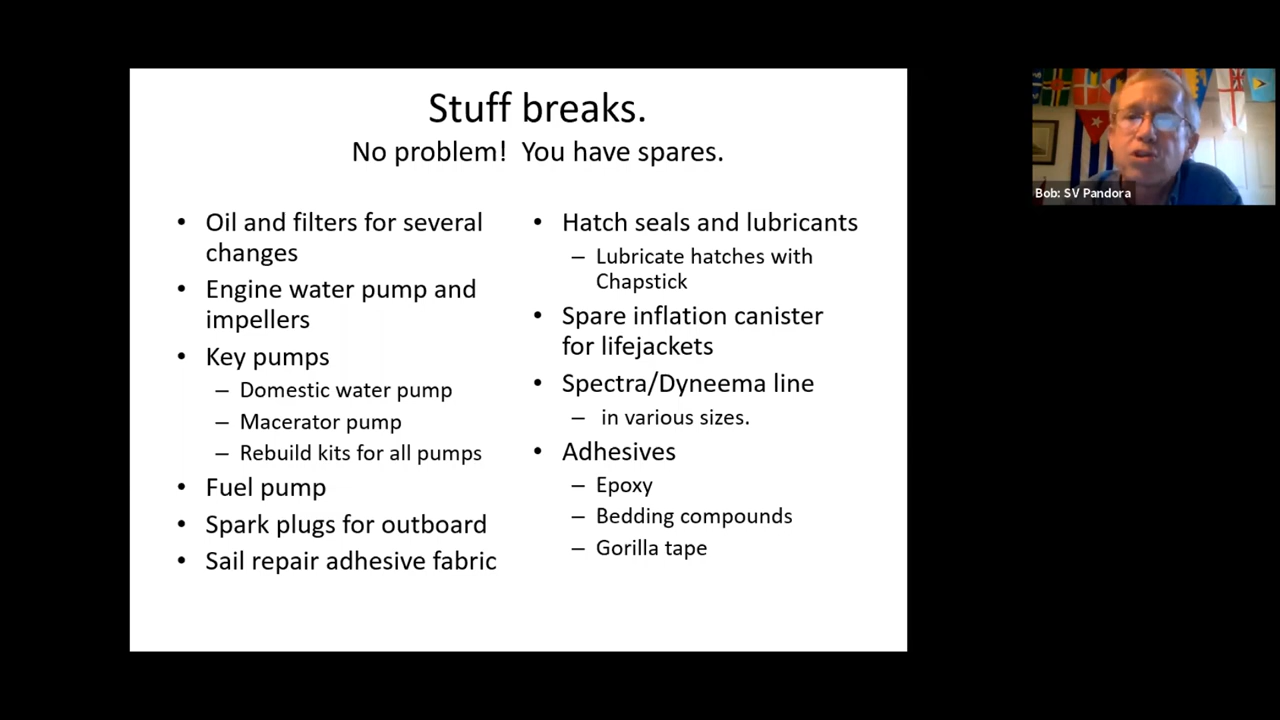 Stuff breaks.
No problem! You have spares.
• Oil and filters for several
changes
• Engine water pump and
impellers
• Key pumps
– Domestic water pump
– Macerator pump
– Rebuild kits for all pumps
• Fuel pump
• Spark plugs for outboard
• Sail repair adhesive fabric
• Hatch seals and lubricants
– Lubricate hatches with
Chapstick
• Spare inflation canister
for lifejackets
• Spectra/Dyneema line
– in various sizes.
• Adhesives
– Epoxy
– Bedding compounds
– Gorilla tape
Bob: SV Pandora